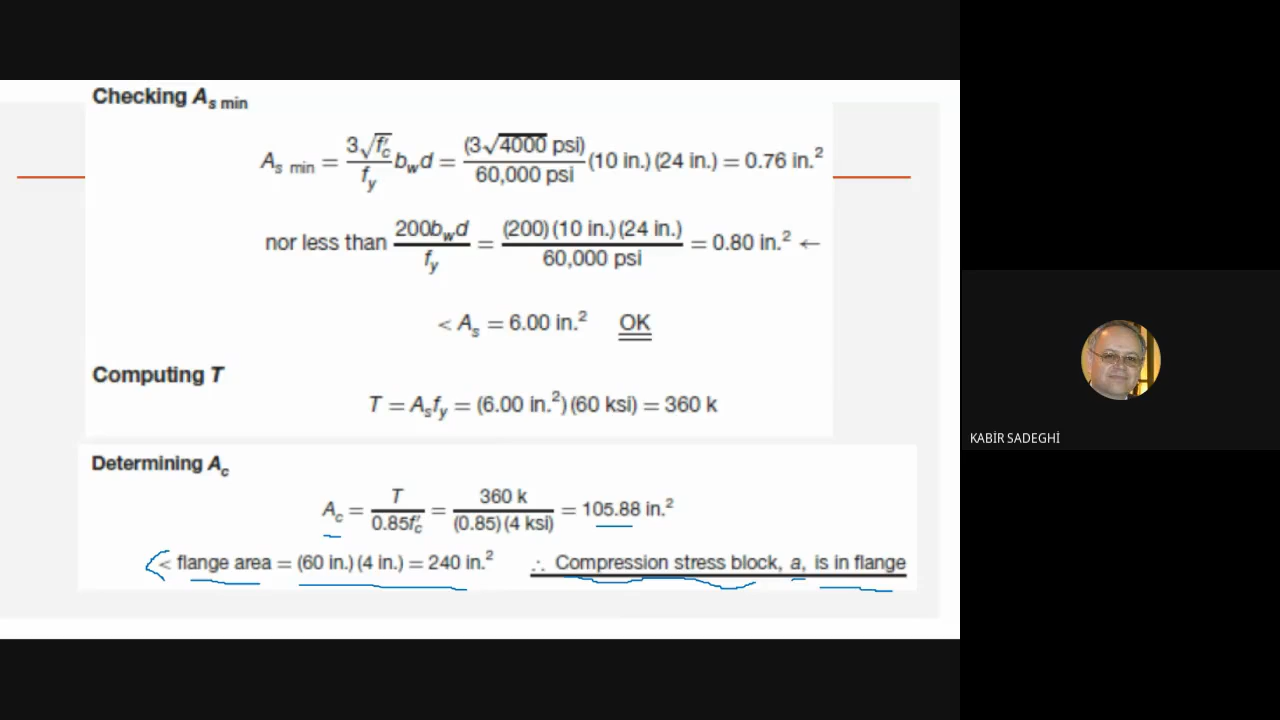 Checking A_s min
A_s min = 3√f′c / f_y b_w d = (3√4000 psi) / 60,000 psi (10 in.) (24 in.) = 0.76 in.²
nor less than 200b_w d / f_y = (200) (10 in.) (24 in.) / 60,000 psi = 0.80 in.² ←
< A_s = 6.00 in.² OK
Computing T
T = A_s f_y = (6.00 in.²) (60 ksi) = 360 k
Determining A_c
A_c = T / 0.85f′c = 360 k / (0.85) (4 ksi) = 105.88 in.²
< flange area = (60 in.) (4 in.) = 240 in.² ∴ Compression stress block, a, is in flange
KABİR SADEGHİ